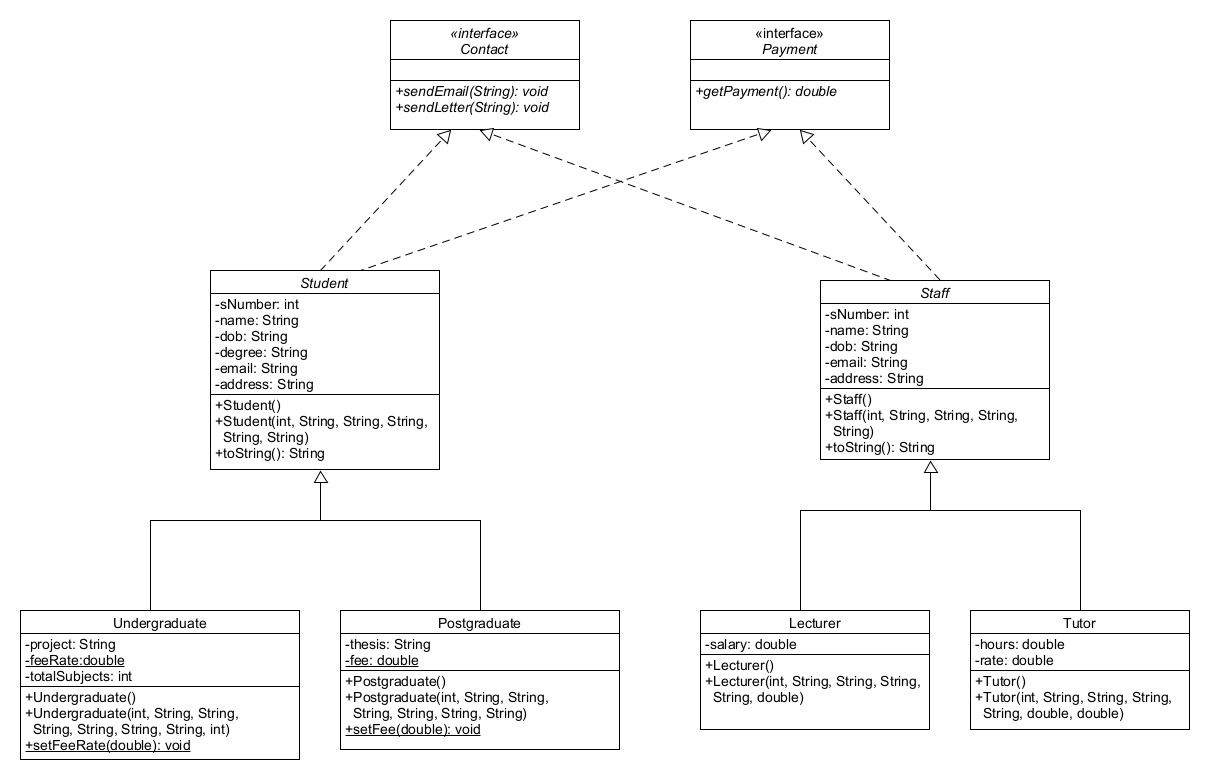 «interface»
Contact
+sendEmail(String): void
+sendLetter(String): void
«interface»
Payment
+getPayment(): double
Student
-sNumber: int
-name: String
-dob: String
-degree: String
-email: String
-address: String
+Student()
+Student(int, String, String, String,
String, String)
+toString(): String
Staff
-sNumber: int
-name: String
-dob: String
-email: String
-address: String
+Staff()
+Staff(int, String, String, String,
String)
+toString(): String
Undergraduate
-project: String
-feeRate:double
-totalSubjects: int
+Undergraduate()
+Undergraduate(int, String, String,
String, String, String, String, int)
+setFeeRate(double): void
Postgraduate
-thesis: String
-fee: double
+Postgraduate()
+Postgraduate(int, String, String,
String, String, String, String)
+setFee(double): void
Lecturer
-salary: double
+Lecturer()
+Lecturer(int, String, String, String,
String, double)
Tutor
-hours: double
-rate: double
+Tutor()
+Tutor(int, String, String, String,
String, double, double)